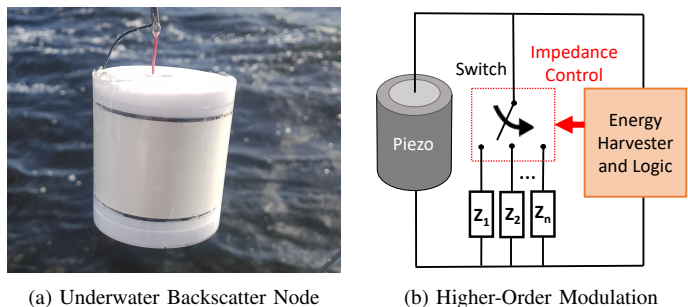 Impedance
Control
Switch
Piezo
Energy
Harvester
and Logic
...
Z1
Z2
Zn
(a) Underwater Backscatter Node
(b) Higher-Order Modulation